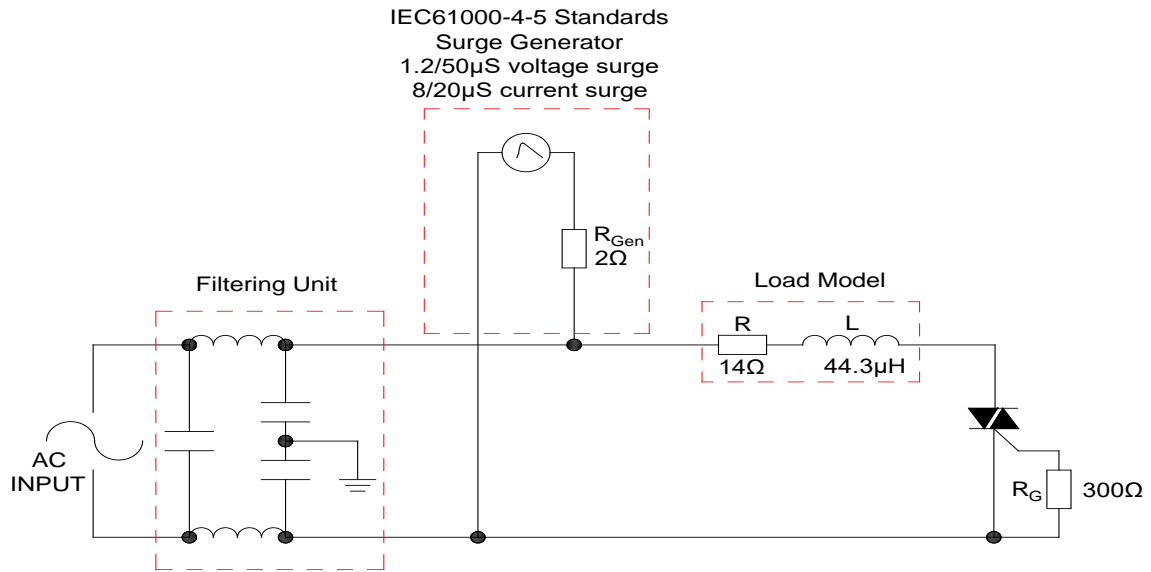 IEC61000-4-5 Standards
Surge Generator
1.2/50µS voltage surge
8/20µS current surge
RGen
2Ω
Filtering Unit
Load Model
R
L
14Ω
44.3µH
AC
INPUT
RG
300Ω